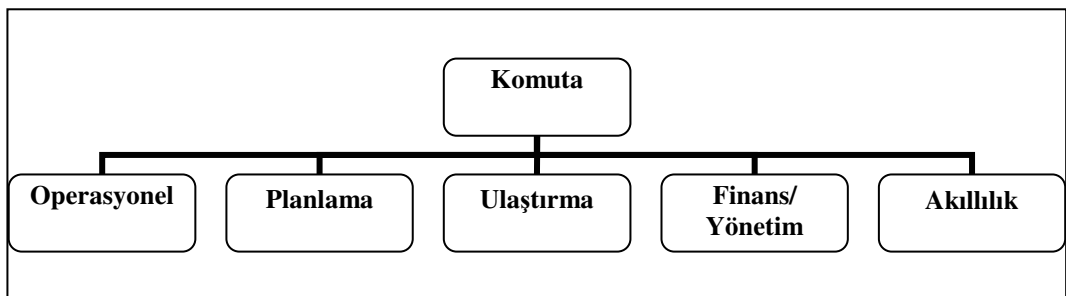 Komuta
Operasyonel
Planlama
Ulaştırma
Finans/
Yönetim
Akıllılık